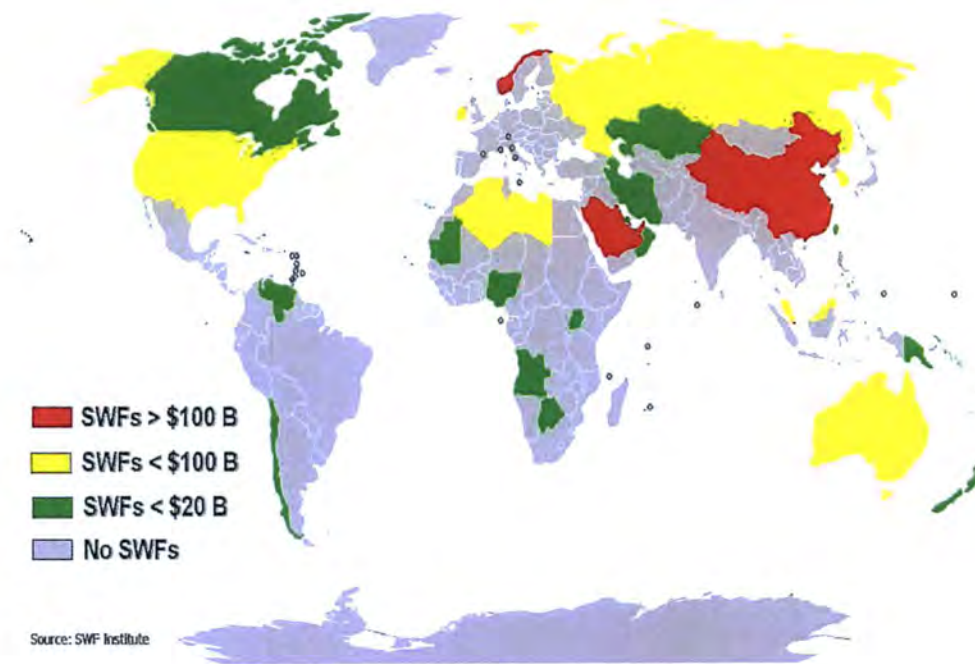 SWFs > $100 B
SWFs < $100 B
SWFs < $20 B
No SWFs
Source: SWF Institute